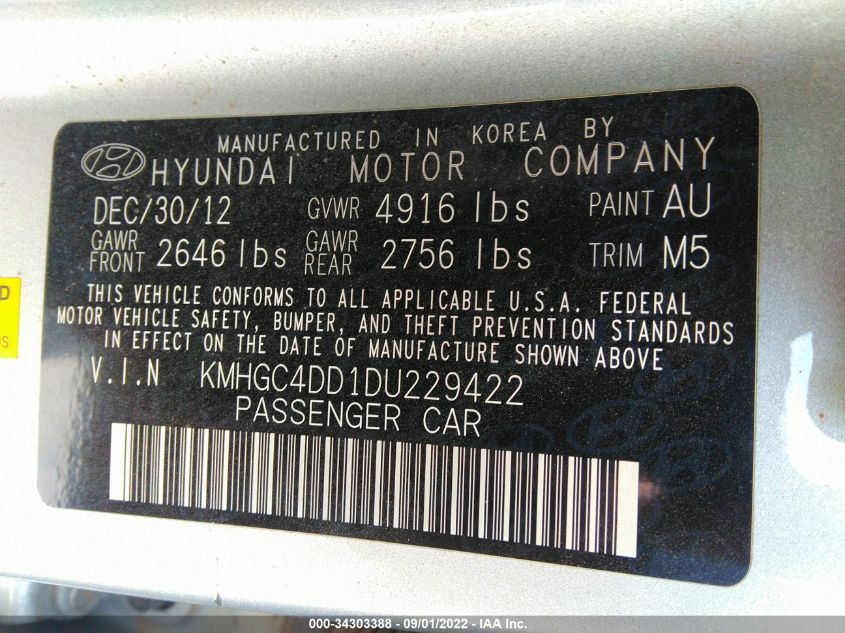 MANUFACTURED IN KOREA BY
HYUNDAI MOTOR COMPANY
DEC/30/12 GVWR 4916 lbs PAINT AU
GAWR FRONT 2646 lbs GAWR REAR 2756 lbs TRIM M5
THIS VEHICLE CONFORMS TO ALL APPLICABLE U.S.A. FEDERAL
MOTOR VEHICLE SAFETY, BUMPER, AND THEFT PREVENTION STANDARDS
IN EFFECT ON THE DATE OF MANUFACTURE SHOWN ABOVE
V.I.N KMHGC4DD1DU229422
PASSENGER CAR
000-34303388 - 09/01/2022 - IAA, Inc.